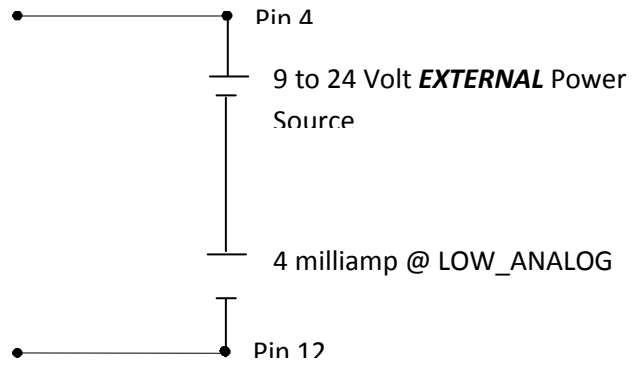 Pin 4
9 to 24 Volt EXTERNAL Power
Source
4 milliamp @ LOW_ANALOG
Pin 12